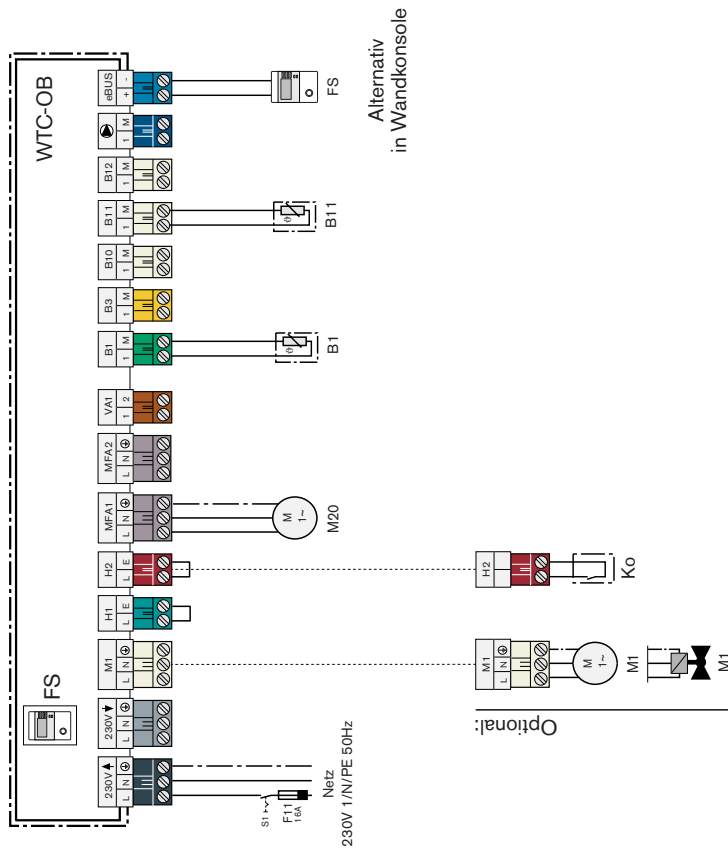 WTC-OB
FS
230V
L N
230V
L N
M1
L N
H1
L E
H2
L E
MFA1
L N
MFA2
L N
VA1
1 2
B1
1 M
B3
1 M
B10
1 M
B11
1 M
B12
1 M
1 M
eBUS
+ -
S1
F11
16A
Netz
230V 1/N/PE 50Hz
M
1~
M20
ϑ
B1
ϑ
B11
FS
Alternativ
in Wandkonsole
Optional:
M1
L N
M
1~
M1
M1
H2
Ko